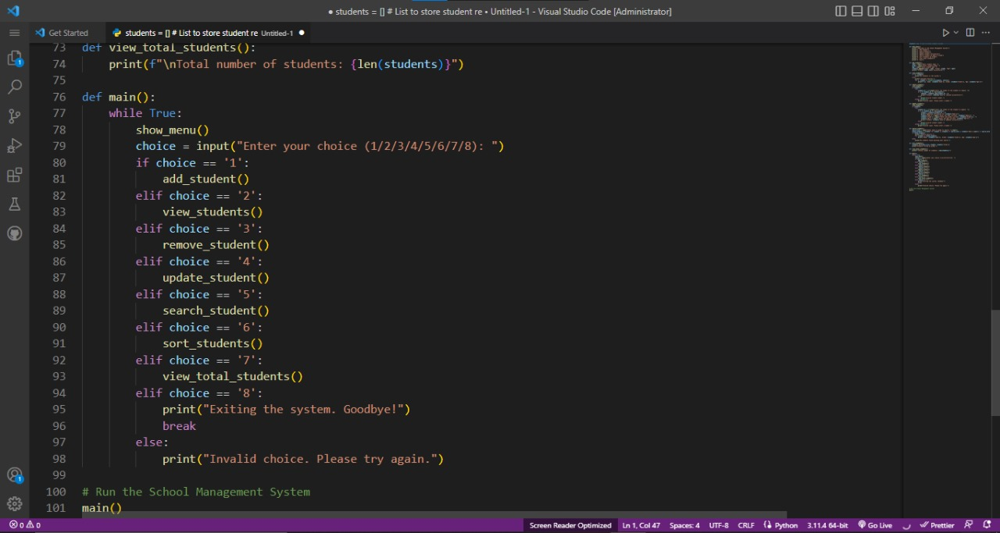 ● students = [] # List to store student re • Untitled-1 - Visual Studio Code [Administrator]
Get Started
students = [] # List to store student re Untitled-1 ●
73 def view_total_students():
74 print(f"\nTotal number of students: {len(students)}")
75
76 def main():
77 while True:
78 show_menu()
79 choice = input("Enter your choice (1/2/3/4/5/6/7/8): ")
80 if choice == '1':
81 add_student()
82 elif choice == '2':
83 view_students()
84 elif choice == '3':
85 remove_student()
86 elif choice == '4':
87 update_student()
88 elif choice == '5':
89 search_student()
90 elif choice == '6':
91 sort_students()
92 elif choice == '7':
93 view_total_students()
94 elif choice == '8':
95 print("Exiting the system. Goodbye!")
96 break
97 else:
98 print("Invalid choice. Please try again.")
99
100 # Run the School Management System
101 main()
1
1
0 0 Screen Reader Optimized Ln 1, Col 47 Spaces: 4 UTF-8 CRLF Python 3.11.4 64-bit Go Live Prettier